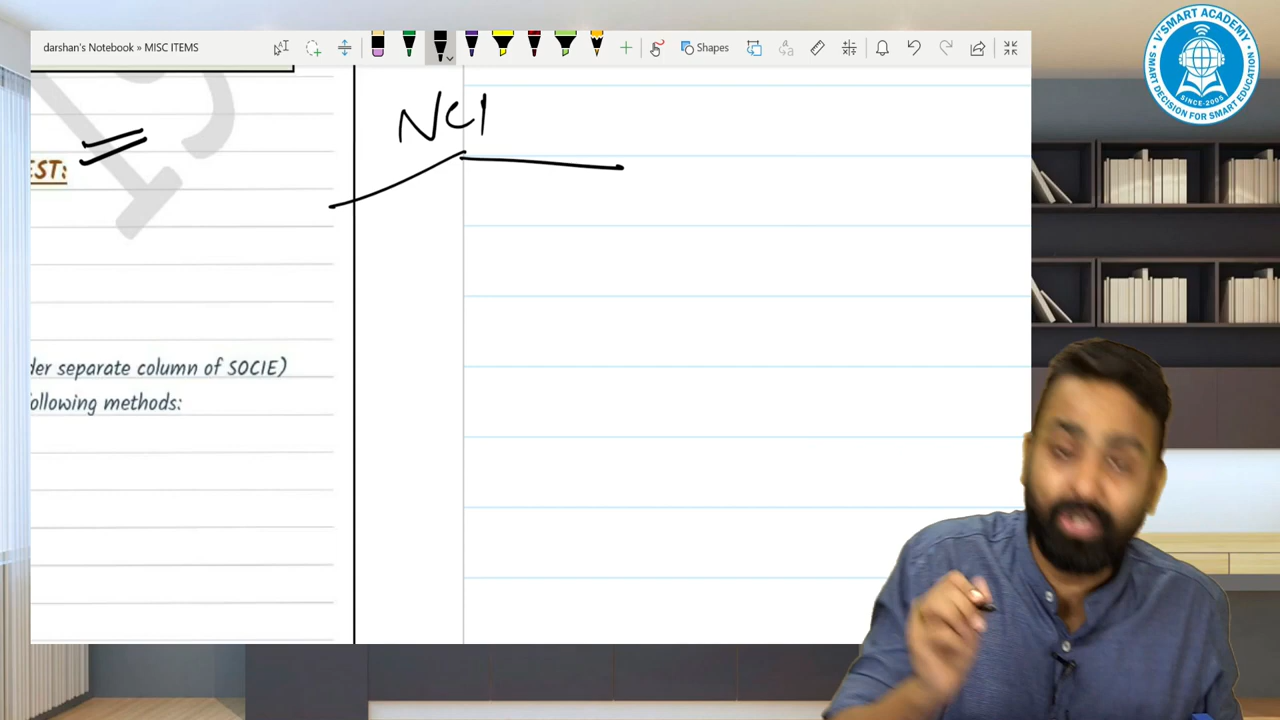 darshan's Notebook » MISC ITEMS
Shapes
V'SMART ACADEMY
SMART DECISION FOR SMART EDUCATION
SINCE-2005
NCI
EST:
der separate column of SOCIE)
ollowing methods: